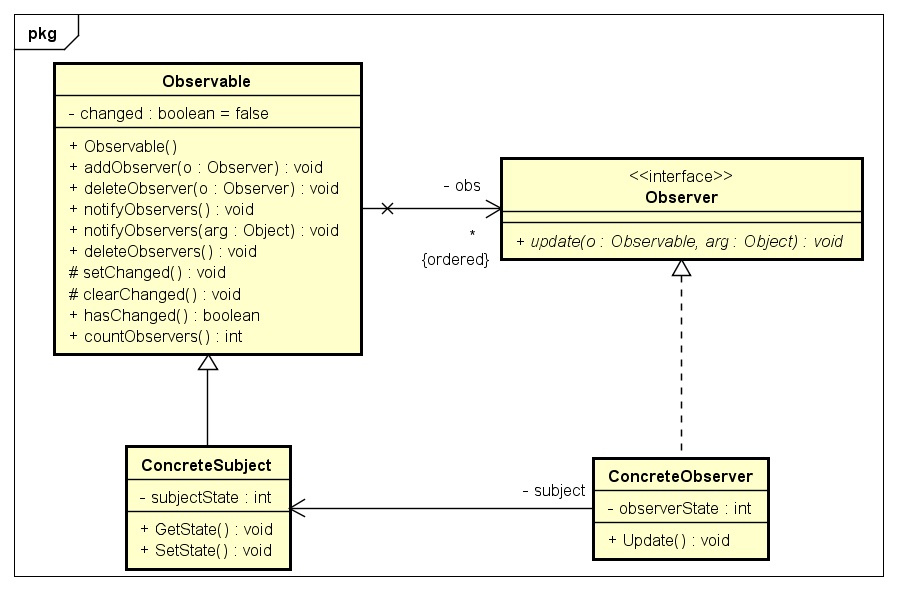 pkg
Observable
- changed : boolean = false
+ Observable()
+ addObserver(o : Observer) : void
+ deleteObserver(o : Observer) : void
+ notifyObservers() : void
+ notifyObservers(arg : Object) : void
+ deleteObservers() : void
# setChanged() : void
# clearChanged() : void
+ hasChanged() : boolean
+ countObservers() : int
- obs
*
{ordered}
<<interface>>
Observer
+ update(o : Observable, arg : Object) : void
ConcreteSubject
- subjectState : int
+ GetState() : void
+ SetState() : void
- subject
ConcreteObserver
- observerState : int
+ Update() : void